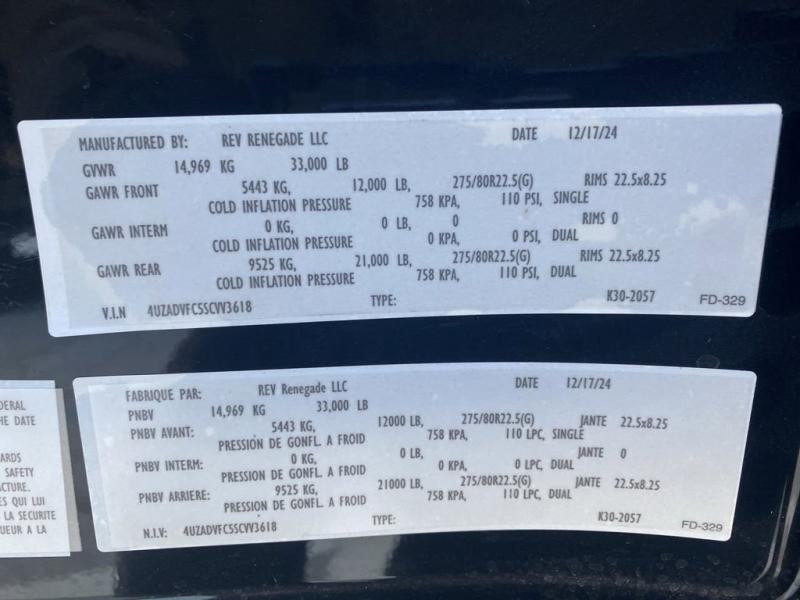 MANUFACTURED BY: REV RENEGADE LLC DATE 12/17/24
GVWR 14,969 KG 33,000 LB
GAWR FRONT 5443 KG, 12,000 LB, 275/80R22.5(G) RIMS 22.5x8.25
COLD INFLATION PRESSURE 758 KPA, 110 PSI, SINGLE
GAWR INTERM 0 KG, 0 LB, 0 RIMS 0
COLD INFLATION PRESSURE 0 KPA, 0 PSI, DUAL
GAWR REAR 9525 KG, 21,000 LB, 275/80R22.5(G) RIMS 22.5x8.25
COLD INFLATION PRESSURE 758 KPA, 110 PSI, DUAL
V.I.N 4UZADVFC5SCVV3618 TYPE: K30-2057 FD-329
FABRIQUE PAR: REV Renegade LLC DATE 12/17/24
PNBV 14,969 KG 33,000 LB
PNBV AVANT: 5443 KG, 12000 LB, 275/80R22.5(G) JANTE 22.5x8.25
PRESSION DE GONFL. A FROID 758 KPA, 110 LPC, SINGLE
PNBV INTERM: 0 KG, 0 LB, JANTE 0
PRESSION DE GONFL. A FROID 0 KPA, 0 LPC, DUAL
PNBV ARRIERE: 9525 KG, 21000 LB, 275/80R22.5(G) JANTE 22.5x8.25
PRESSION DE GONFL. A FROID 758 KPA, 110 LPC, DUAL
N.I.V: 4UZADVFC5SCVV3618 TYPE: K30-2057 FD-329
DERAL
HE DATE
ARDS
SAFETY
CTURE.
ES QUI LUI
LA SECURITE
UEUR A LA